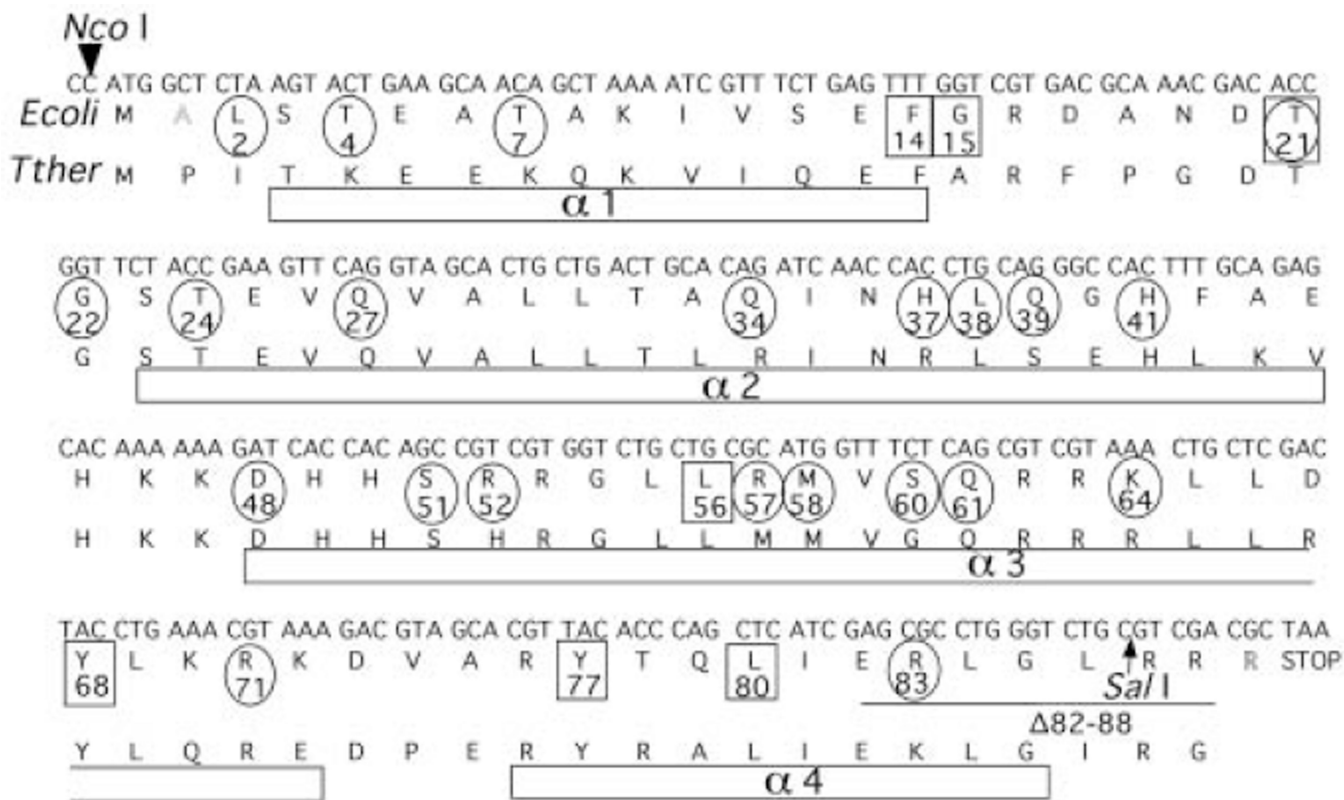 Nco I
CC ATG GCT CTA AGT ACT GAA GCA ACA GCT AAA ATC GTT TCT GAG TTT GGT CGT GAC GCA AAC GAC ACC
Ecoli M A L S T E A T A K I V S E F G R D A N D T
2 4 7 14 15 21
Tther M P I T K E E K Q K V I Q E F A R F P G D T
α 1
GGT TCT ACC GAA GTT CAG GTA GCA CTG CTG ACT GCA CAG ATC AAC CAC CTG CAG GGC CAC TTT GCA GAG
G S T E V Q V A L L T A Q I N H L Q G H F A E
22 24 27 34 37 38 39 41
G S T E V Q V A L L T L R I N R L S E H L K V
α 2
CAC AAA AAA GAT CAC CAC AGC CGT CGT GGT CTG CTG CGC ATG GTT TCT CAG CGT CGT AAA CTG CTC GAC
H K K D H H S R R G L L R M V S Q R R K L L D
48 51 52 56 57 58 60 61 64
H K K D H H S H R G L L M M V G Q R R R L L R
α 3
TAC CTG AAA CGT AAA GAC GTA GCA CGT TAC ACC CAG CTC ATC GAG CGC CTG GGT CTG CGT CGA CGC TAA
Y L K R K D V A R Y T Q L I E R L G L R R R STOP
68 71 77 80 83 Sal I
Δ82-88
Y L Q R E D P E R Y R A L I E K L G I R G
α 4